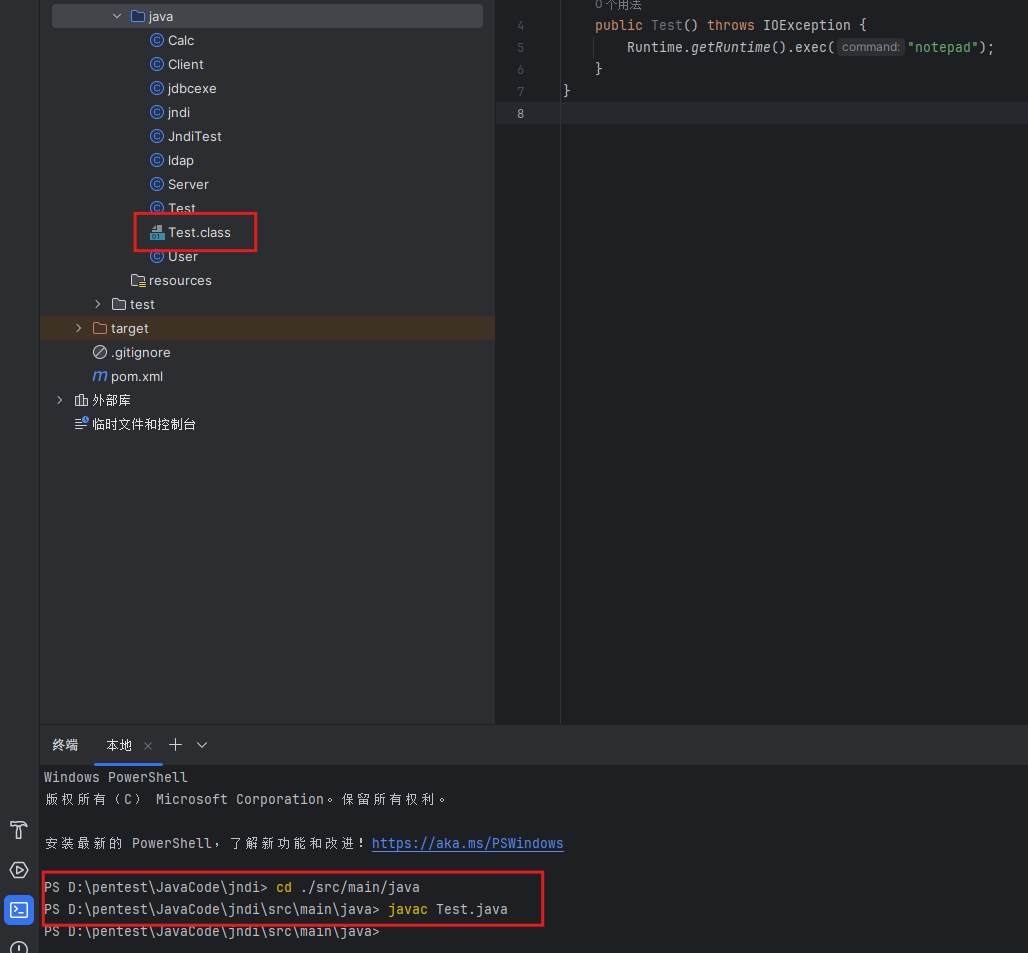 java
Calc
Client
jdbcexe
jndi
JndiTest
ldap
Server
Test
Test.class
User
resources
test
target
.gitignore
pom.xml
外部库
临时文件和控制台
0个用法
4 public Test() throws IOException {
5 Runtime.getRuntime().exec( command: "notepad");
6 }
7 }
8
终端 本地
Windows PowerShell
版权所有（C） Microsoft Corporation。保留所有权利。
安装最新的 PowerShell，了解新功能和改进！https://aka.ms/PSWindows
PS D:\pentest\JavaCode\jndi> cd ./src/main/java
PS D:\pentest\JavaCode\jndi\src\main\java> javac Test.java
PS D:\pentest\JavaCode\jndi\src\main\java>